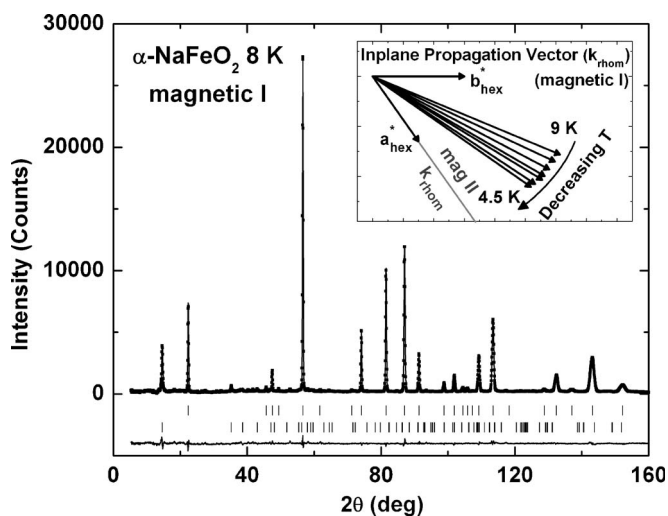 30000
20000
10000
0
Intensity (Counts)
α-NaFeO2 8 K
magnetic I
Inplane Propagation Vector (krhom)
(magnetic I)
b*hex
a*hex
mag II
krhom
9 K
4.5 K
Decreasing T
0 40 80 120 160
2θ (deg)